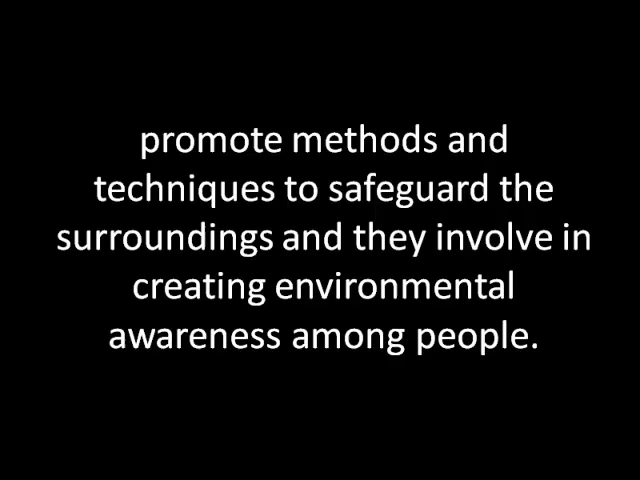 promote methods and
techniques to safeguard the
surroundings and they involve in
creating environmental
awareness among people.